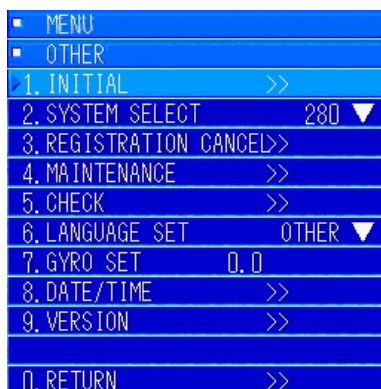 MENU
OTHER
1. INITIAL >>
2. SYSTEM SELECT 280 ▼
3. REGISTRATION CANCEL>>
4. MAINTENANCE >>
5. CHECK >>
6. LANGUAGE SET OTHER ▼
7. GYRO SET 0.0
8. DATE/TIME >>
9. VERSION >>
0. RETURN >>